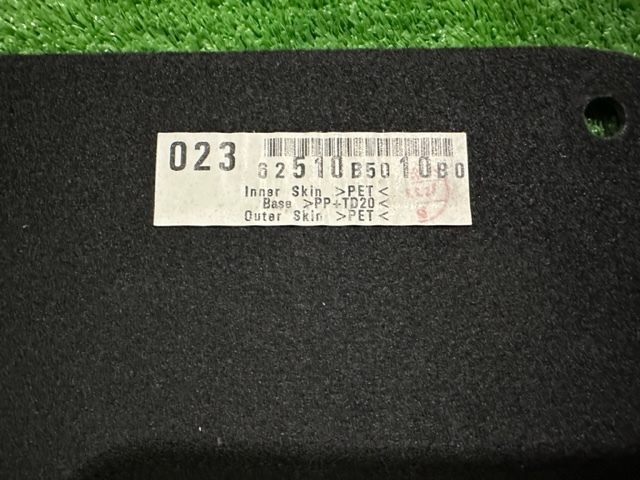 023 62510B5010B0
Inner Skin >PET<
Base >PP+TD20<
Outer Skin >PET<